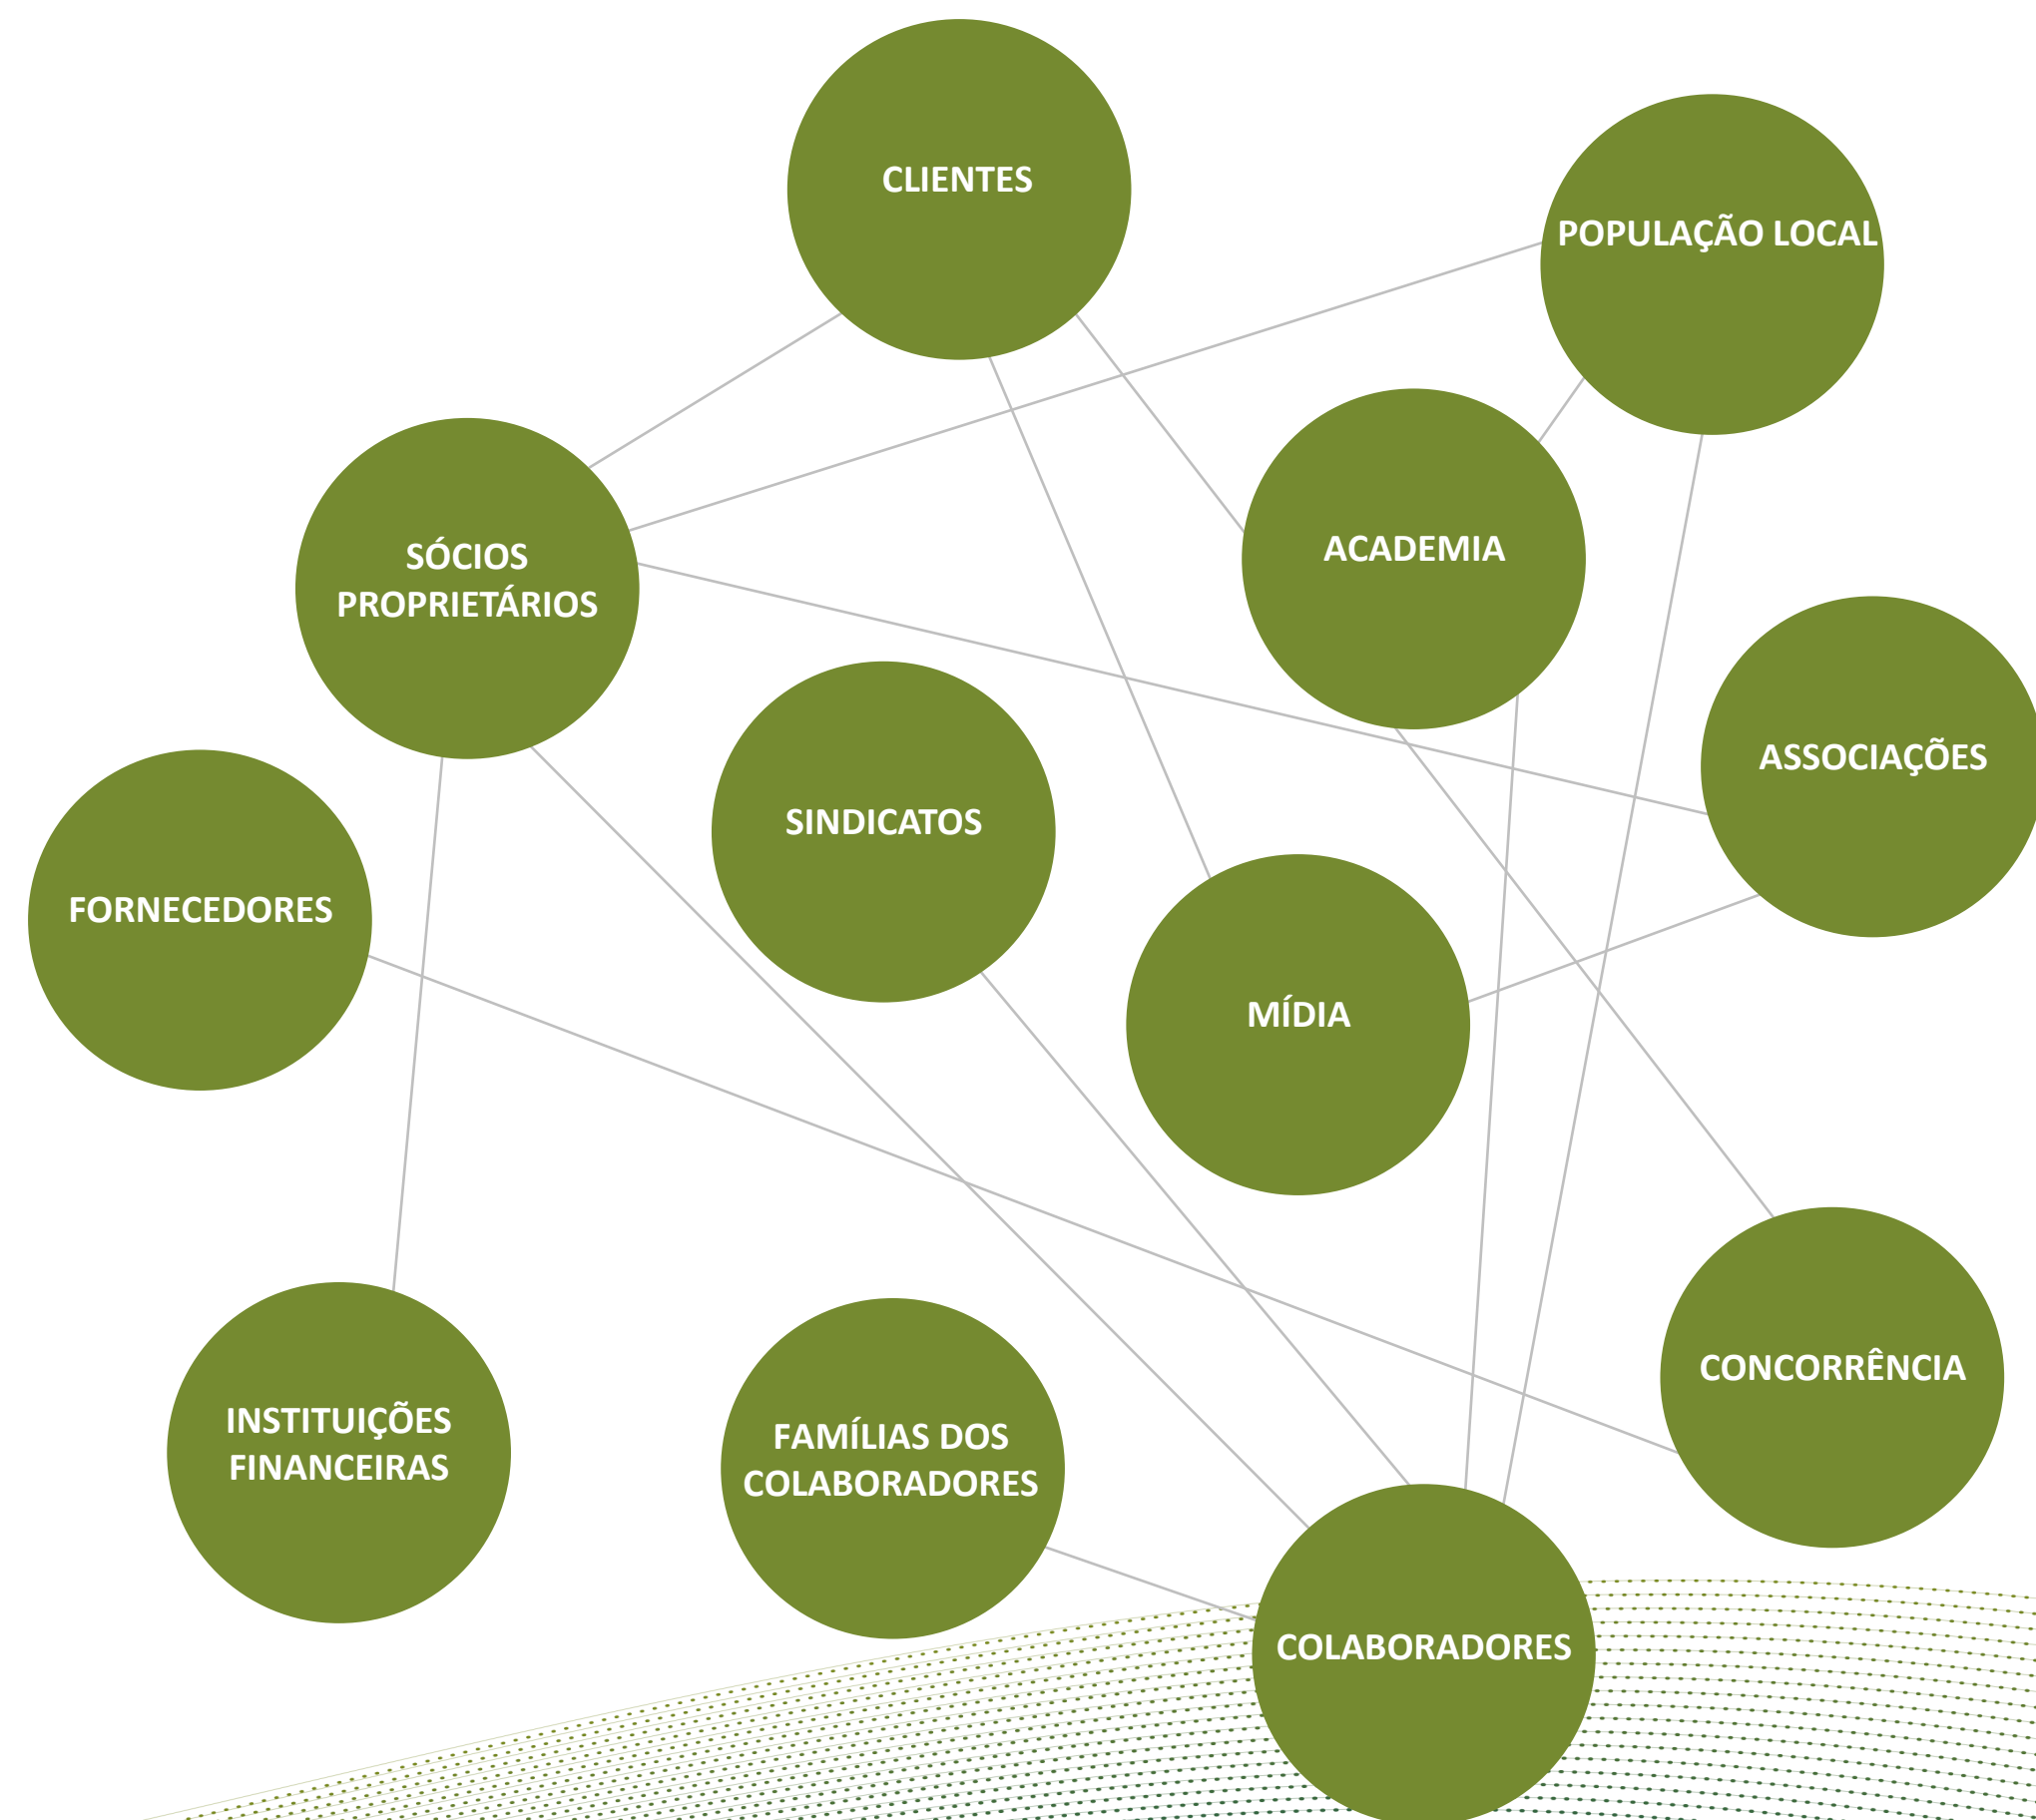 CLIENTES
POPULAÇÃO LOCAL
SÓCIOS
PROPRIETÁRIOS
ACADEMIA
ASSOCIAÇÕES
SINDICATOS
FORNECEDORES
MÍDIA
CONCORRÊNCIA
INSTITUIÇÕES
FINANCEIRAS
FAMÍLIAS DOS
COLABORADORES
COLABORADORES